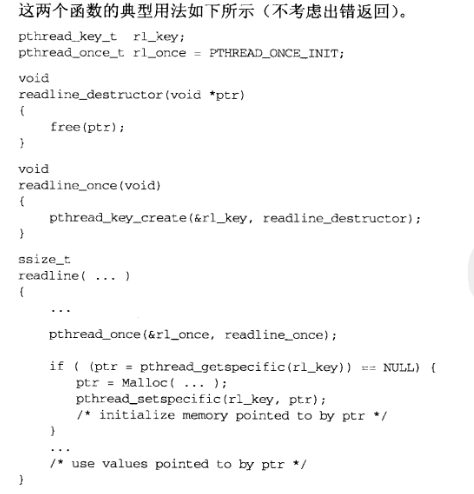 这两个函数的典型用法如下所示（不考虑出错返回）。
pthread_key_t  rl_key;
pthread_once_t rl_once = PTHREAD_ONCE_INIT;
void
readline_destructor(void *ptr)
{
    free(ptr);
}
void
readline_once(void)
{
    pthread_key_create(&rl_key, readline_destructor);
}
ssize_t
readline( ... )
{
    ...
    pthread_once(&rl_once, readline_once);
    if ( (ptr = pthread_getspecific(rl_key)) == NULL) {
        ptr = Malloc( ... );
        pthread_setspecific(rl_key, ptr);
        /* initialize memory pointed to by ptr */
    }
    ...
    /* use values pointed to by ptr */
}